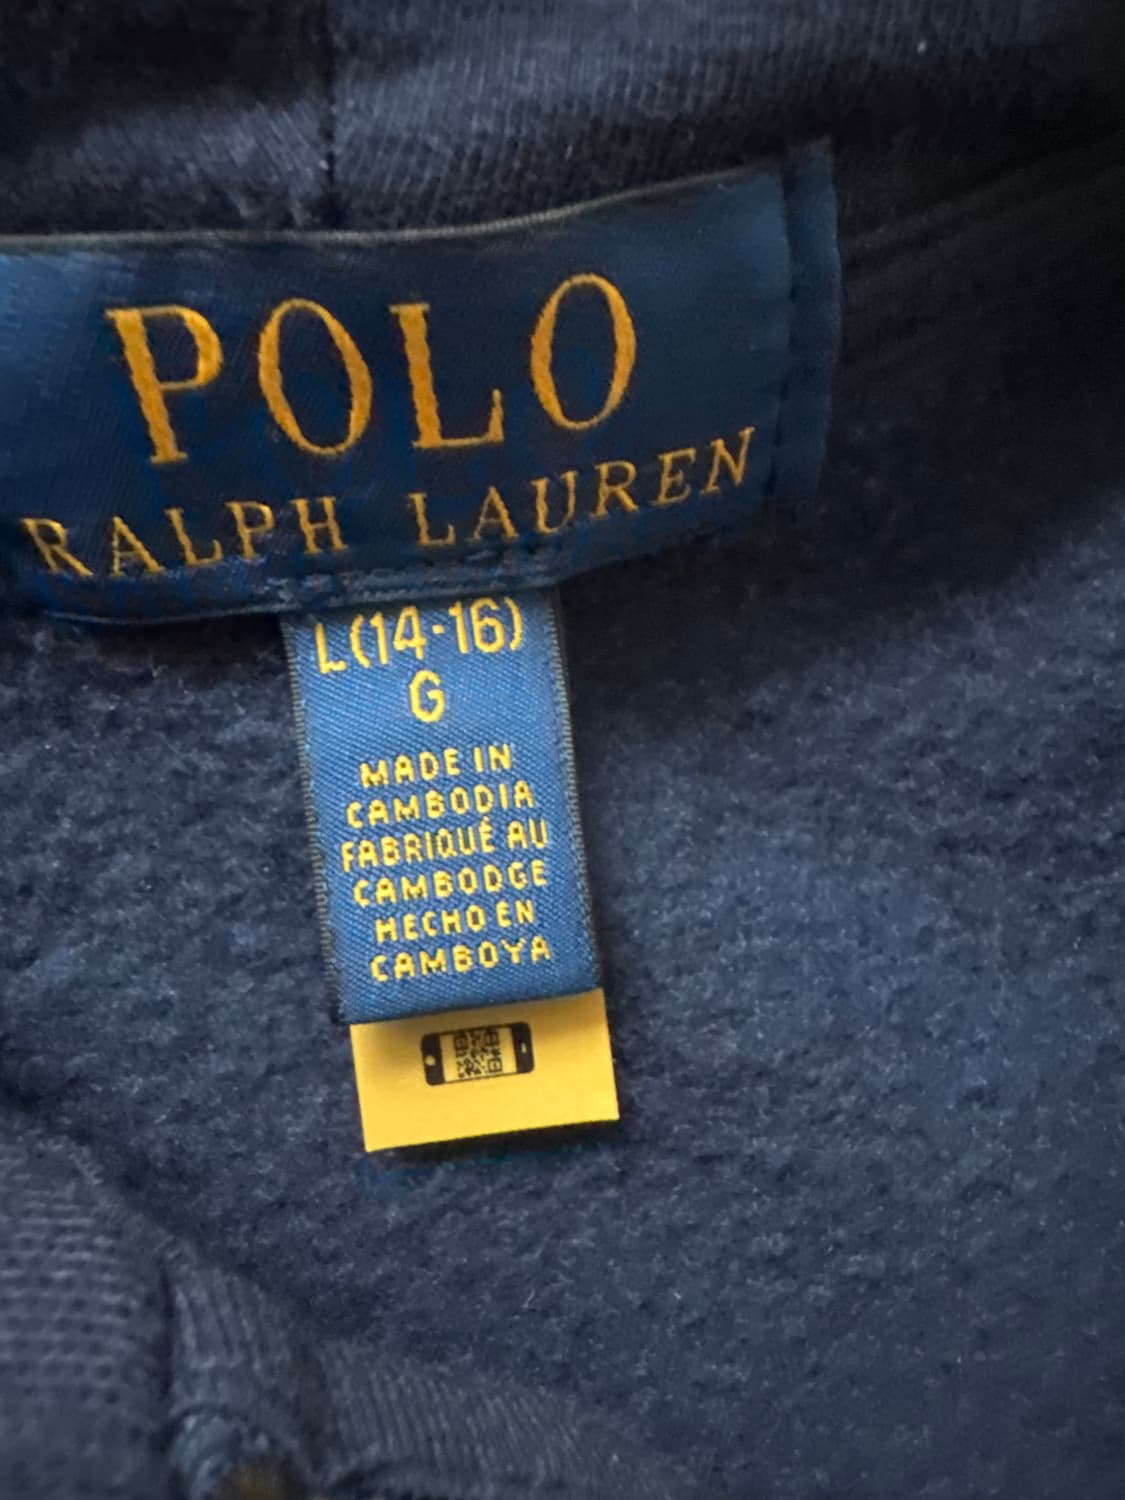 POLO
RALPH LAUREN
L(14-16)
G
MADE IN
CAMBODIA
FABRIQUÉ AU
CAMBODGE
HECHO EN
CAMBOYA